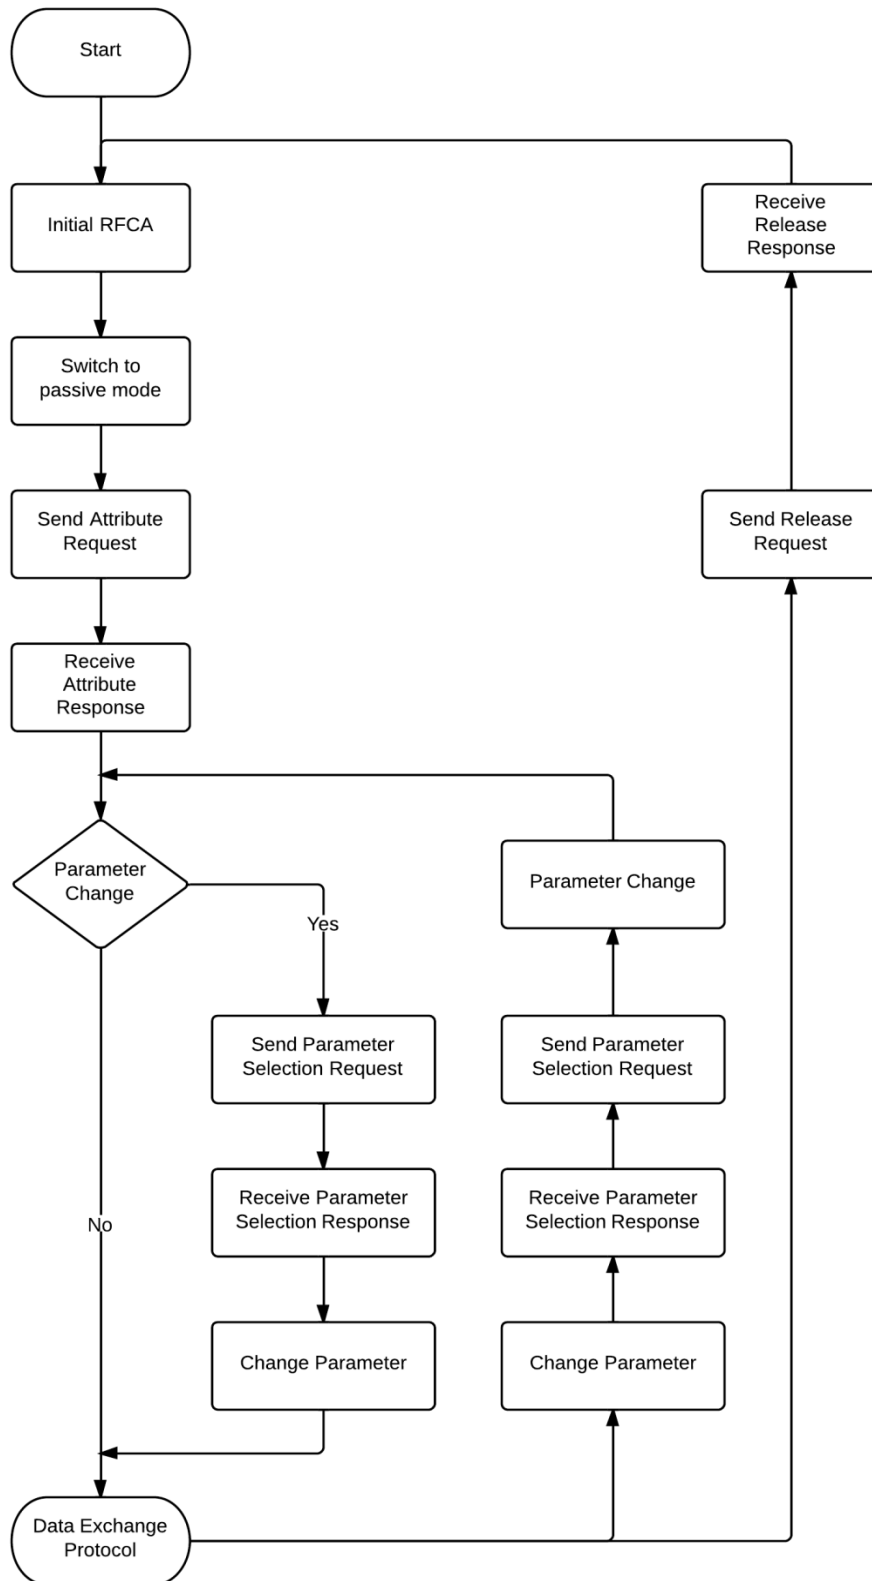 Start
Initial RFCA
Receive
Release
Response
Switch to
passive mode
Send Attribute
Request
Send Release
Request
Receive
Attribute
Response
Parameter
Change
Parameter Change
Yes
Send Parameter
Selection Request
Send Parameter
Selection Request
Receive Parameter
Selection Response
Receive Parameter
Selection Response
No
Change Parameter
Change Parameter
Data Exchange
Protocol